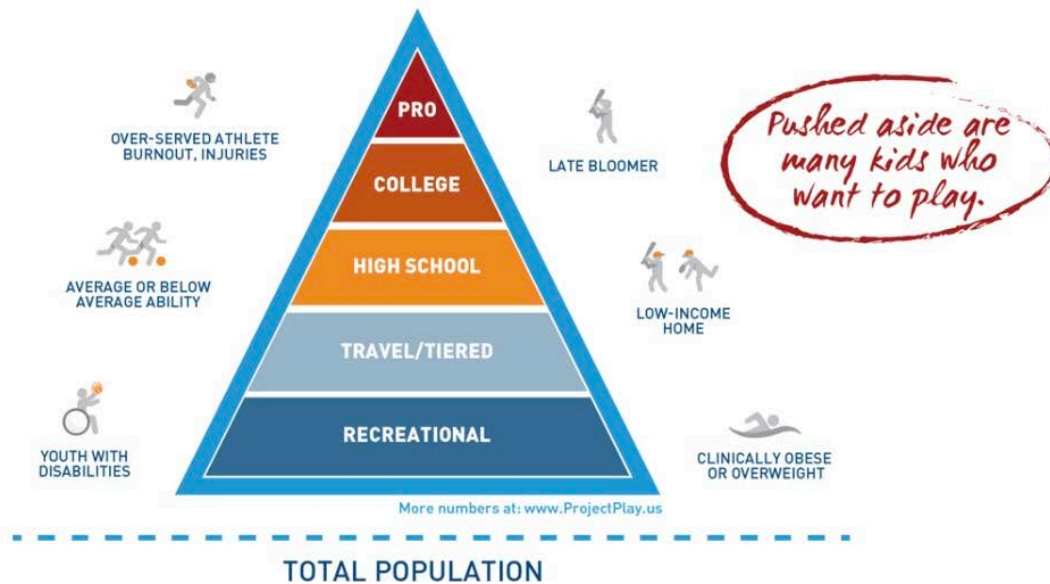 PRO
OVER-SERVED ATHLETE
BURNOUT, INJURIES
LATE BLOOMER
Pushed aside are
many kids who
want to play.
COLLEGE
HIGH SCHOOL
AVERAGE OR BELOW
AVERAGE ABILITY
LOW-INCOME
HOME
TRAVEL/TIERED
RECREATIONAL
YOUTH WITH
DISABILITIES
CLINICALLY OBESE
OR OVERWEIGHT
More numbers at: www.ProjectPlay.us
TOTAL POPULATION